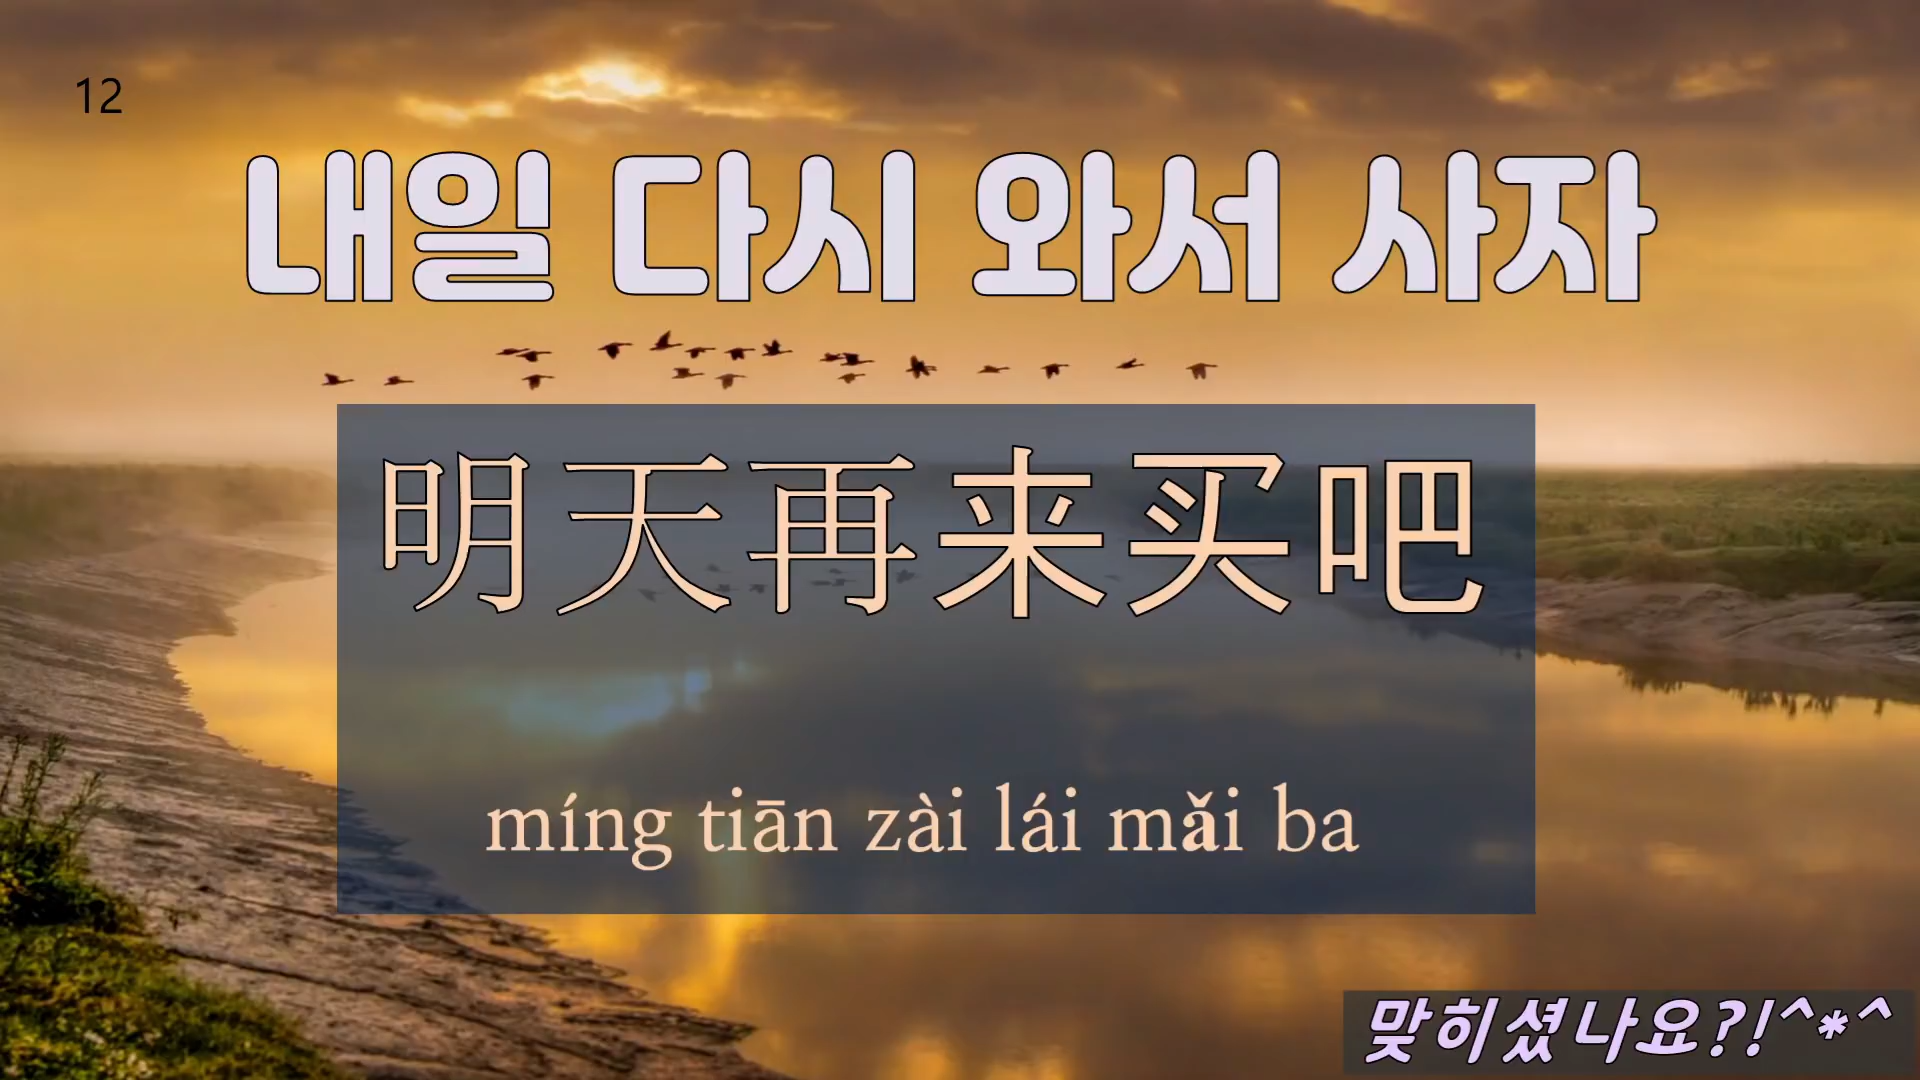 12
내일 다시 와서 사자
明天再来买吧
míng tiān zài lái mǎi ba
맞히셨나요?!^*^